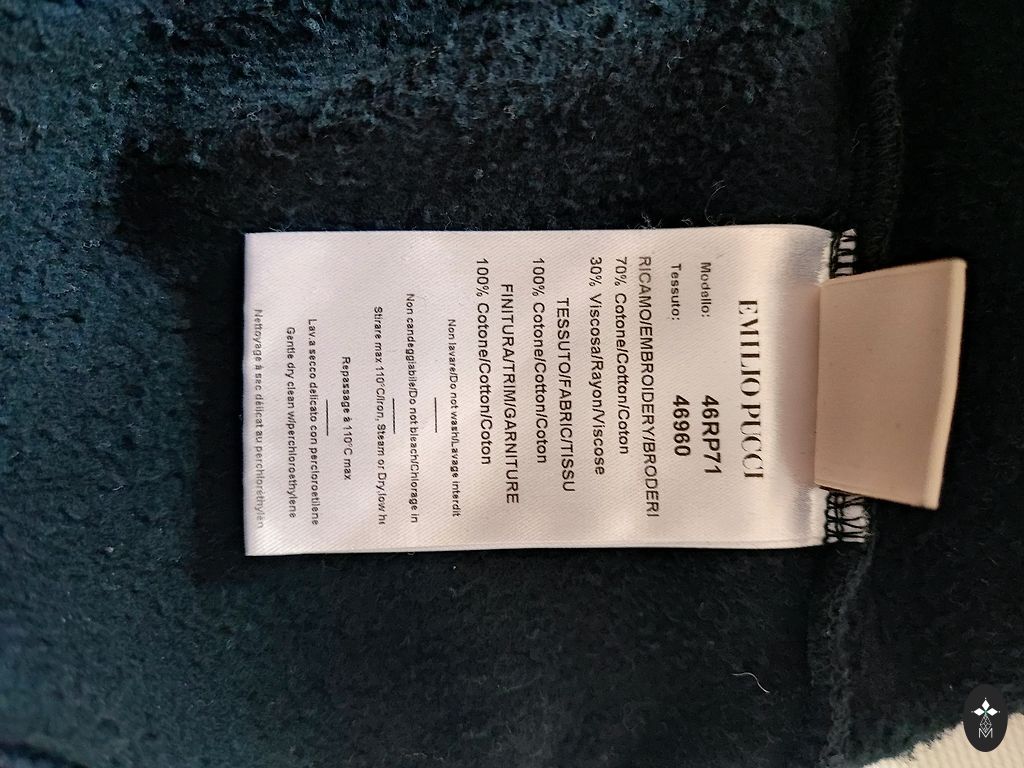 EMILIO PUCCI
Modello: 46RP71
Tessuto: 46960
RICAMO/EMBROIDERY/BRODERI
70% Cotone/Cotton/Coton
30% Viscosa/Rayon/Viscose
TESSUTO/FABRIC/TISSU
100% Cotone/Cotton/Coton
FINITURA/TRIM/GARNITURE
100% Cotone/Cotton/Coton
Non lavare/Do not wash/Lavage interdit
Non candeggiabile/Do not bleach/Chlorage in
Stirare max 110°C/Iron, Steam or Dry,low he
Repassage à 110°C max
Lav.a secco delicato con percloroetilene
Gentle dry clean w/perchloroethylene
Nettoyage à sec délicat au perchloréthylèn
M